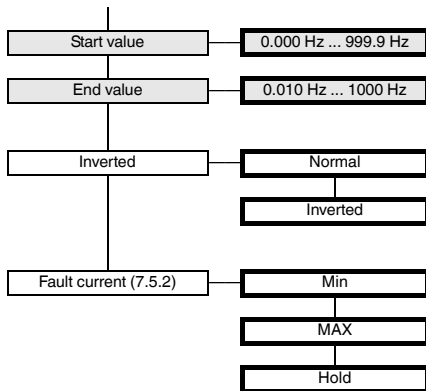 Start value
0.000 Hz ... 999.9 Hz
End value
0.010 Hz ... 1000 Hz
Inverted
Normal
Inverted
Fault current (7.5.2)
Min
MAX
Hold